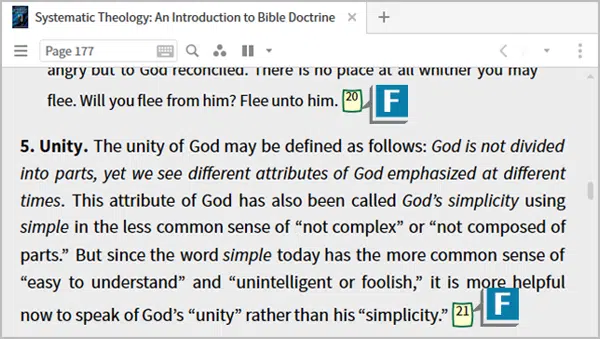 Systematic Theology: An Introduction to Bible Doctrine
Page 177
angry but to God reconciled. There is no place at all whither you may
flee. Will you flee from him? Flee unto him. 20 F
5. Unity. The unity of God may be defined as follows: God is not divided
into parts, yet we see different attributes of God emphasized at different
times. This attribute of God has also been called God’s simplicity using
simple in the less common sense of “not complex” or “not composed of
parts.” But since the word simple today has the more common sense of
“easy to understand” and “unintelligent or foolish,” it is more helpful
now to speak of God’s “unity” rather than his “simplicity.” 21 F